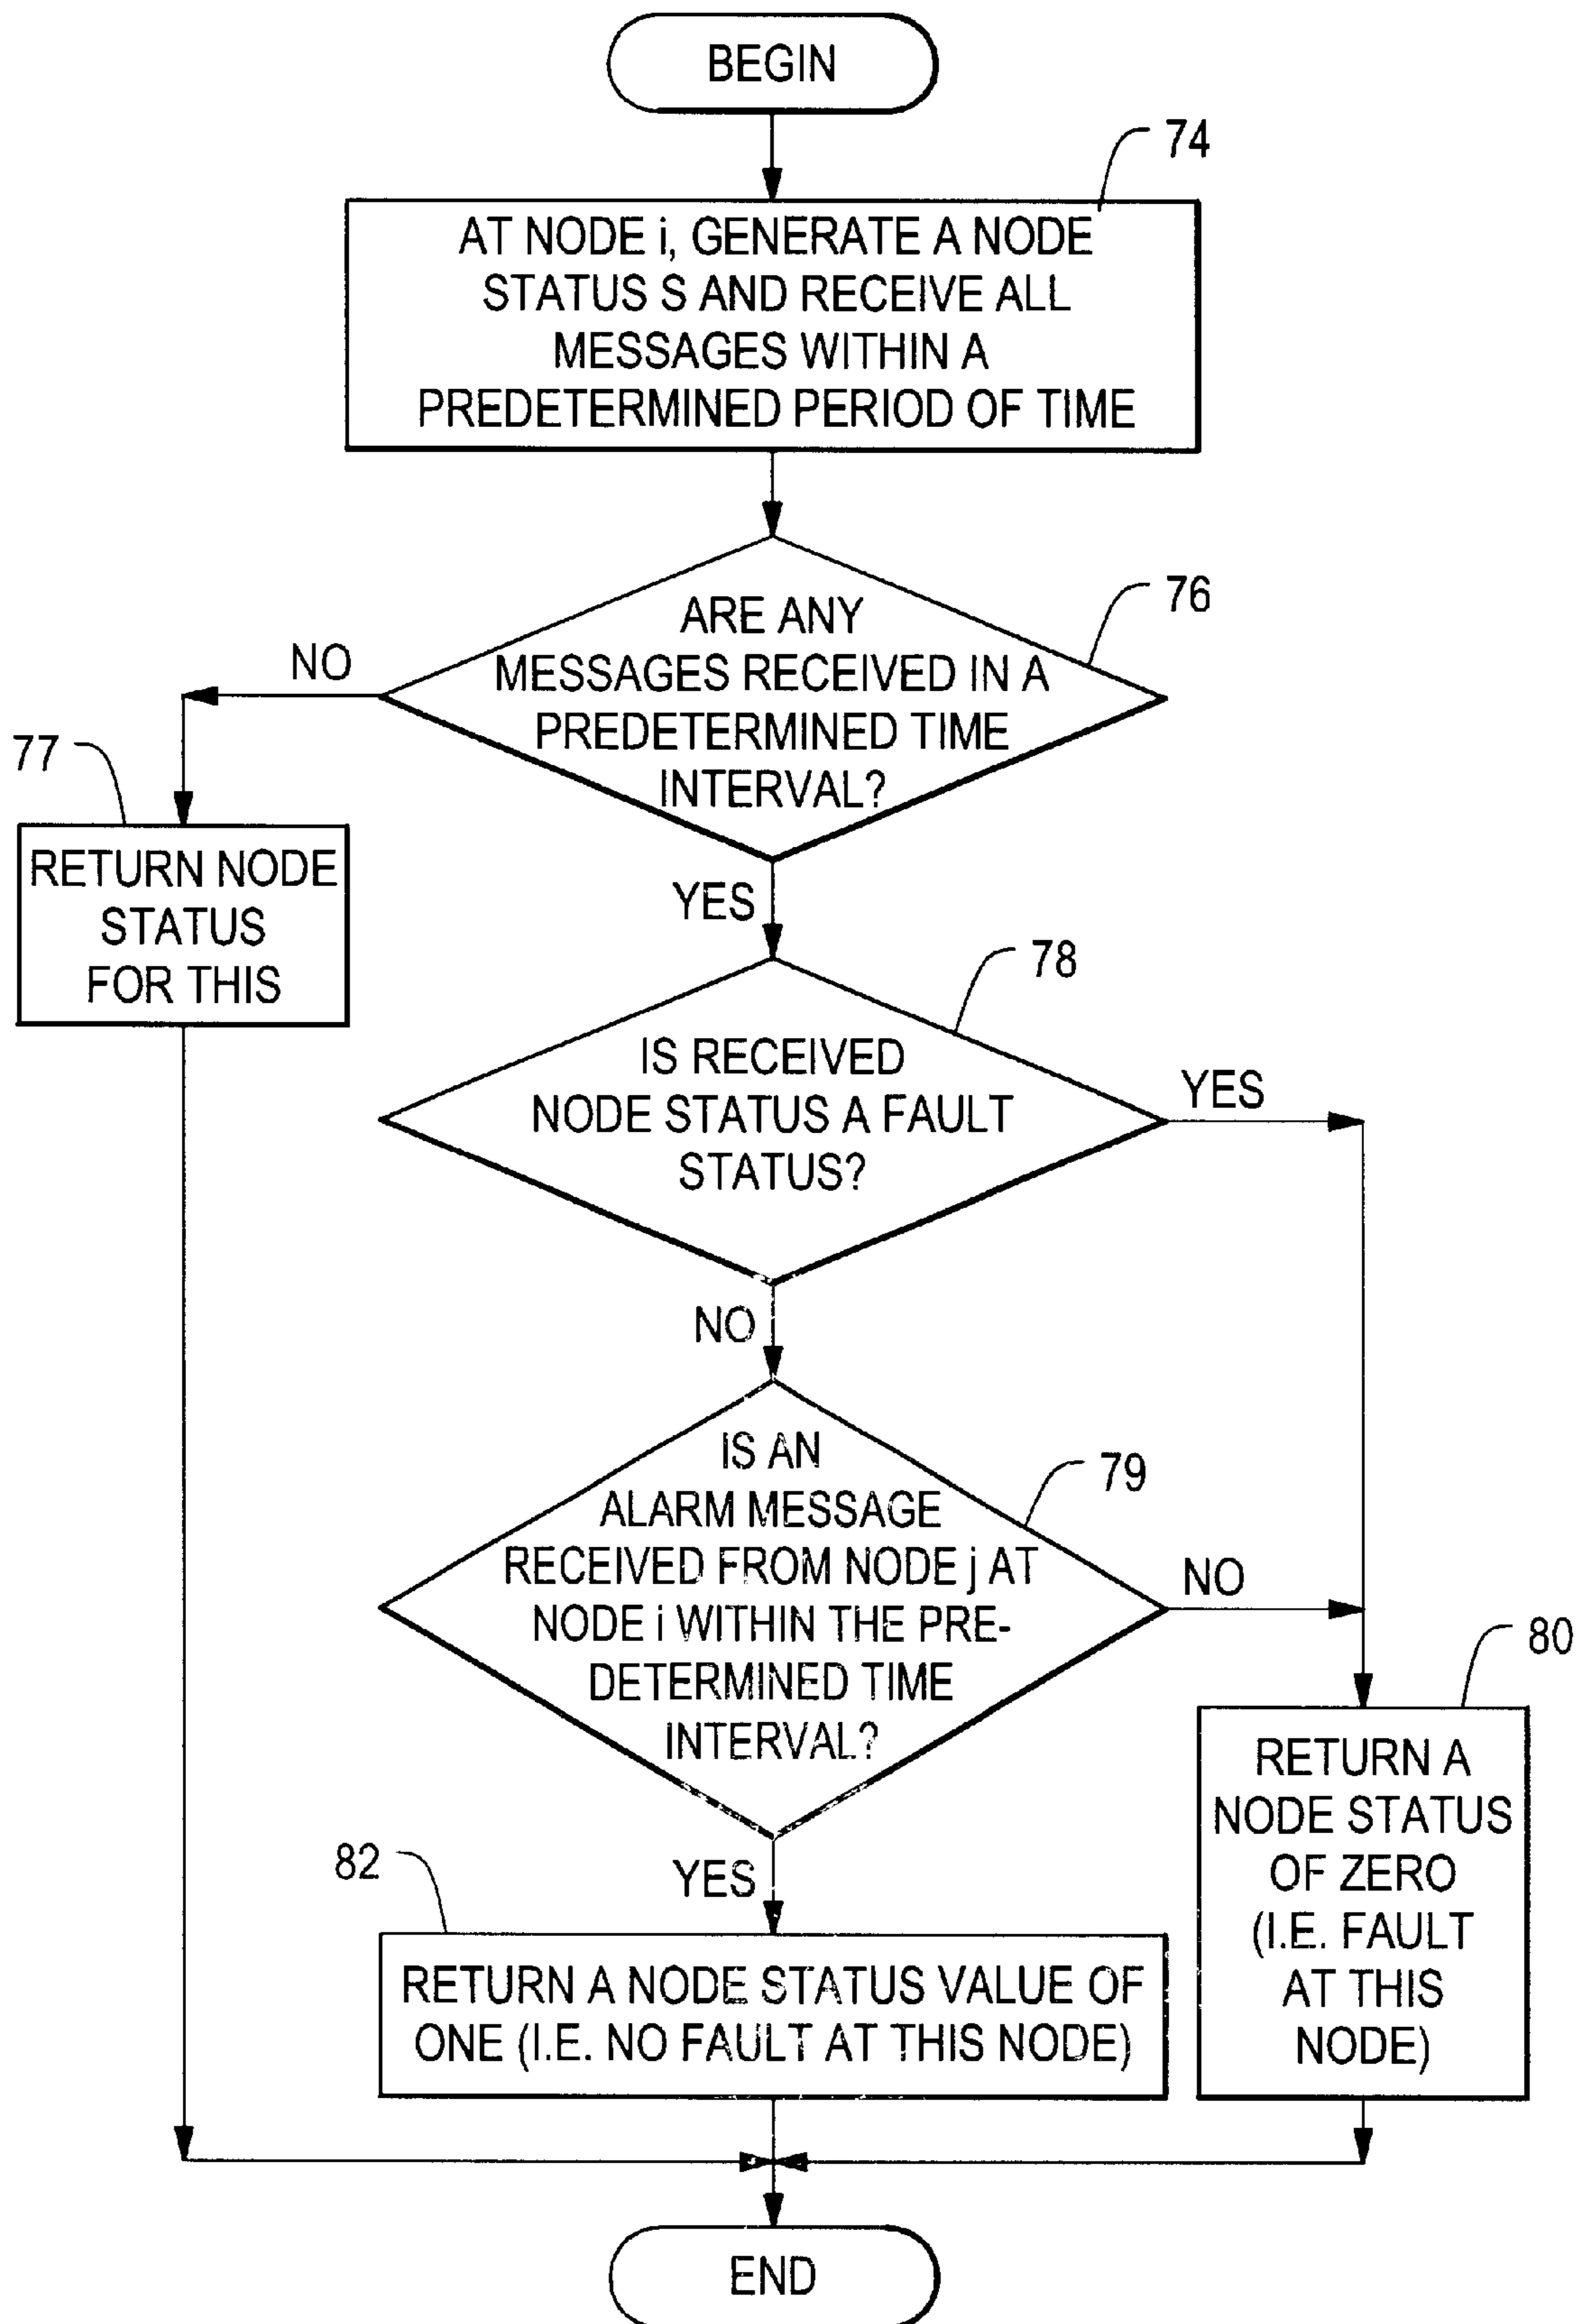 BEGIN
74
AT NODE i, GENERATE A NODE
STATUS S AND RECEIVE ALL
MESSAGES WITHIN A
PREDETERMINED PERIOD OF TIME
76
ARE ANY
MESSAGES RECEIVED IN A
PREDETERMINED TIME
INTERVAL?
NO
YES
77
RETURN NODE
STATUS
FOR THIS
78
IS RECEIVED
NODE STATUS A FAULT
STATUS?
YES
NO
79
IS AN
ALARM MESSAGE
RECEIVED FROM NODE j AT
NODE i WITHIN THE PRE-
DETERMINED TIME
INTERVAL?
NO
YES
80
RETURN A
NODE STATUS
OF ZERO
(I.E. FAULT
AT THIS
NODE)
82
RETURN A NODE STATUS VALUE OF
ONE (I.E. NO FAULT AT THIS NODE)
END